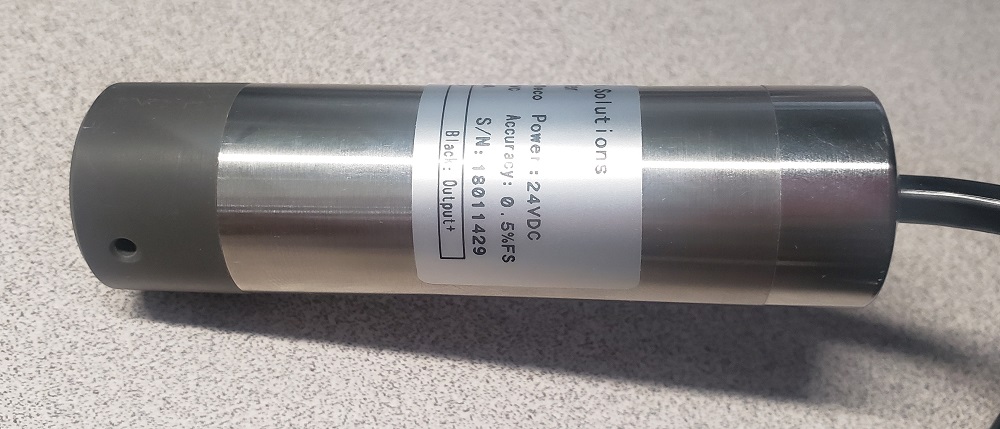 Solutions
Power:24VDC
Accuracy: 0.5%FS
S/N:18011429
Black: Output+